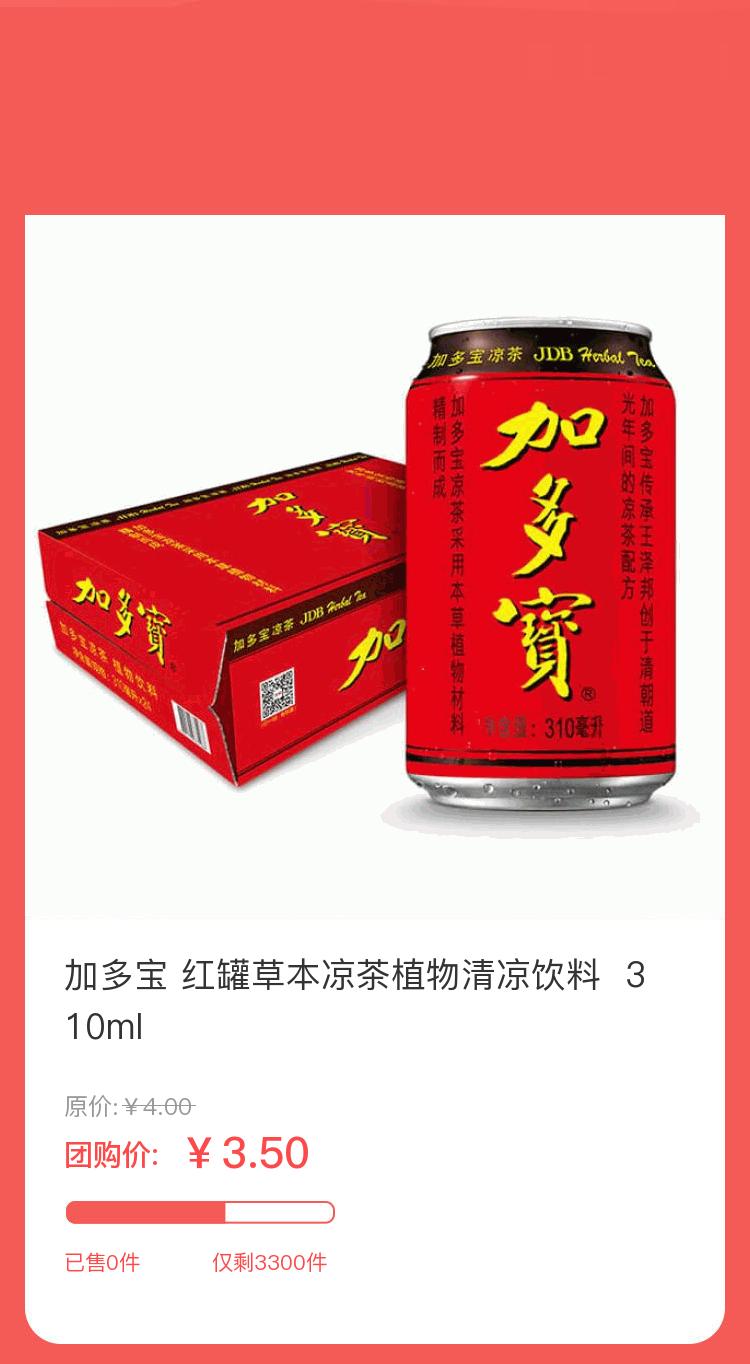 加多宝凉茶 JDB Herbal Tea
加多宝
凉茶采用本草植物材料
精制而成
加多寶®
加多宝传承王泽邦创于清朝道
光年间的凉茶配方
净含量：310毫升
加多寶
加多寶
加多宝凉茶 植物饮料
加多宝凉茶 JDB Herbal Tea
加多
加多宝 红罐草本凉茶植物清凉饮料 3
10ml
原价:￥4.00
团购价: ￥3.50
已售0件
仅剩3300件